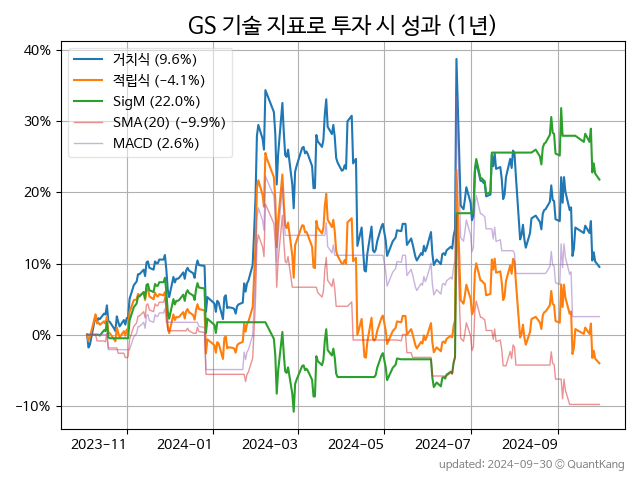 GS 기술 지표로 투자 시 성과 (1년)
40%
30%
20%
10%
0%
−10%
거치식 (9.6%)
적립식 (−4.1%)
SigM (22.0%)
SMA(20) (−9.9%)
MACD (2.6%)
2023-11
2024-01
2024-03
2024-05
2024-07
2024-09
updated: 2024-09-30 © QuantKang